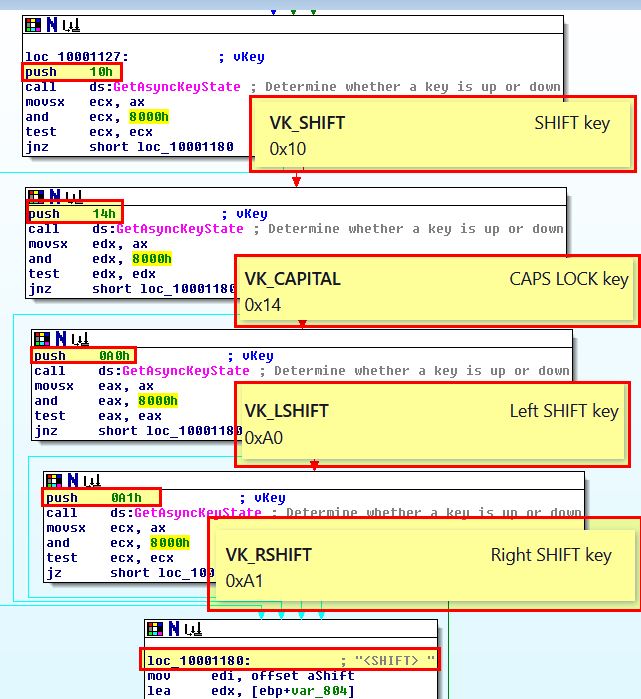 loc_10001127: ; vKey
push 10h
call ds:GetAsyncKeyState ; Determine whether a key is up or down
movsx ecx, ax
and ecx, 8000h
test ecx, ecx
jnz short loc_10001180
VK_SHIFT SHIFT key
0x10
push 14h ; vKey
call ds:GetAsyncKeyState ; Determine whether a key is up or down
movsx edx, ax
and edx, 8000h
test edx, edx
jnz short loc_10001180
VK_CAPITAL CAPS LOCK key
0x14
push 0A0h ; vKey
call ds:GetAsyncKeyState ; Determine whether a key is up or down
movsx eax, ax
and eax, 8000h
test eax, eax
jnz short loc_10001180
VK_LSHIFT Left SHIFT key
0xA0
push 0A1h ; vKey
call ds:GetAsyncKeyState ; Determine whether a key is up or down
movsx ecx, ax
and ecx, 8000h
test ecx, ecx
jz short loc_100
VK_RSHIFT Right SHIFT key
0xA1
loc_10001180: ; "<SHIFT> "
mov edi, offset aShift
lea edx, [ebp+var_804]